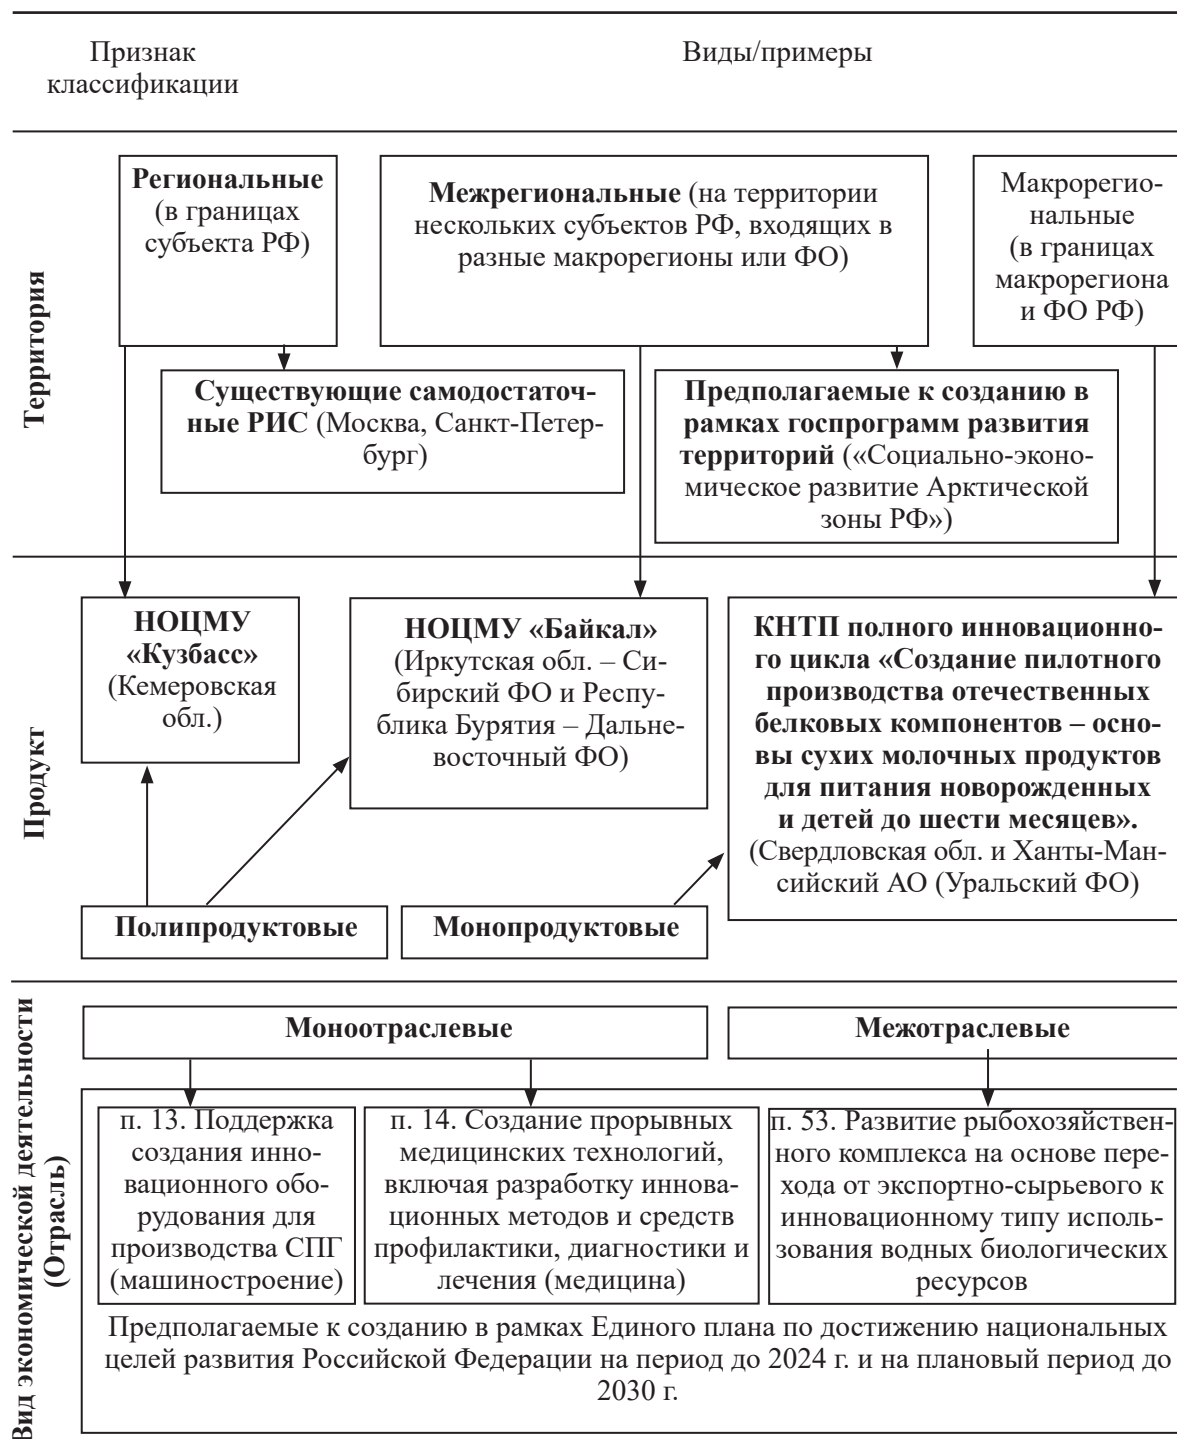 Признак
классификации
Виды/примеры
Территория
Региональные
(в границах
субъекта РФ)
Межрегиональные (на территории
нескольких субъектов РФ, входящих в
разные макрорегионы или ФО)
Макрорегио-
нальные
(в границах
макрорегиона
и ФО РФ)
Существующие самодостаточ-
ные РИС (Москва, Санкт-Петер-
бург)
Предполагаемые к созданию в
рамках госпрограмм развития
территорий («Социально-эконо-
мическое развитие Арктической
зоны РФ»)
Продукт
НОЦМУ
«Кузбасс»
(Кемеровская
обл.)
НОЦМУ «Байкал»
(Иркутская обл. – Си-
бирский ФО и Респу-
блика Бурятия – Дальне-
восточный ФО)
КНТП полного инновационно-
го цикла «Создание пилотного
производства отечественных
белковых компонентов – осно-
вы сухих молочных продуктов
для питания новорожденных
и детей до шести месяцев».
(Свердловская обл. и Ханты-Ман-
сийский АО (Уральский ФО)
Полипродуктовые
Монопродуктовые
Вид экономической деятельности
(Отрасль)
Моноотраслевые
Межотраслевые
п. 13. Поддержка
создания инно-
вационного обо-
рудования для
производства СПГ
(машиностроение)
п. 14. Создание прорывных
медицинских технологий,
включая разработку иннова-
ционных методов и средств
профилактики, диагностики и
лечения (медицина)
п. 53. Развитие рыбохозяйствен-
ного комплекса на основе пере-
хода от экспортно-сырьевого к
инновационному типу исполь-
зования водных биологических
ресурсов
Предполагаемые к созданию в рамках Единого плана по достижению национальных
целей развития Российской Федерации на период до 2024 г. и на плановый период до
2030 г.